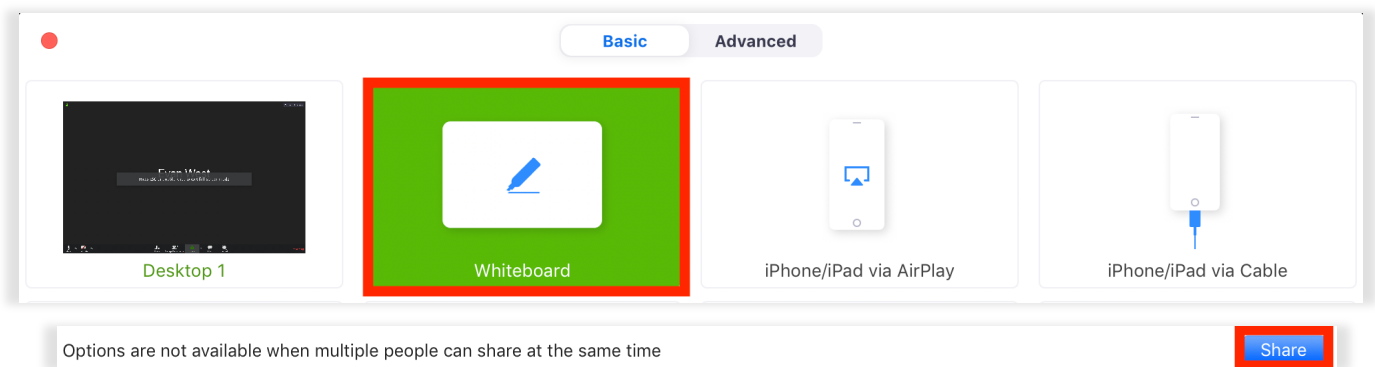 Basic Advanced
Desktop 1 Whiteboard iPhone/iPad via AirPlay iPhone/iPad via Cable
Options are not available when multiple people can share at the same time Share